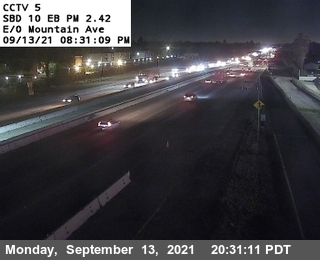 CCTV 5
SBD 10 EB PM 2.42
E/O Mountain Ave
09/13/21 08:31:09 PM
Monday, September 13, 2021 20:31:11 PDT